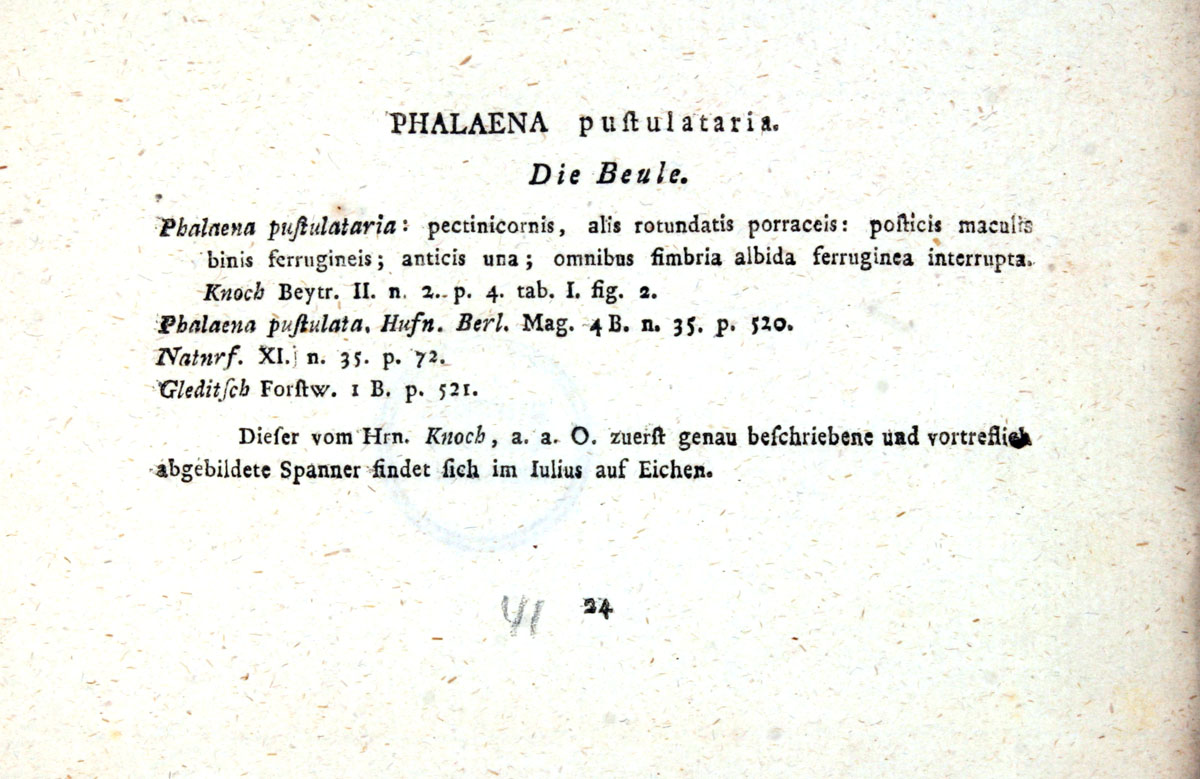 PHALAENA puſtulataria.
Die Beule.
Phalaena puſtulataria: pectinicornis, alis rotundatis porraceis: poſticis maculis
binis ferrugineis; anticis una; omnibus fimbria albida ferruginea interrupta.
Knoch Beytr. II. n. 2. p. 4. tab. I. fig. 2.
Phalaena puſtulata. Hufn. Berl. Mag. 4 B. n. 35. p. 520.
Natnrf. XI. n. 35. p. 72.
Gleditſch Forſtw. 1 B. p. 521.
Dieſer vom Hrn. Knoch, a. a. O. zuerſt genau beſchriebene und vortreflich
abgebildete Spanner findet ſich im Iulius auf Eichen.
41 24